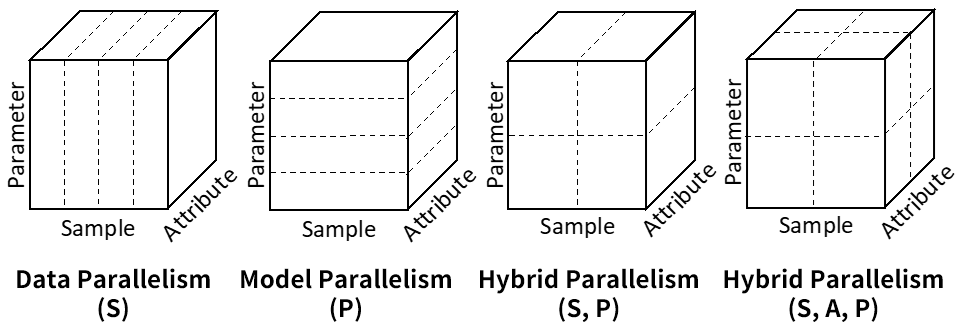 Parameter
Sample
Attribute
Data Parallelism
(S)
Parameter
Sample
Attribute
Model Parallelism
(P)
Parameter
Sample
Attribute
Hybrid Parallelism
(S, P)
Parameter
Sample
Attribute
Hybrid Parallelism
(S, A, P)